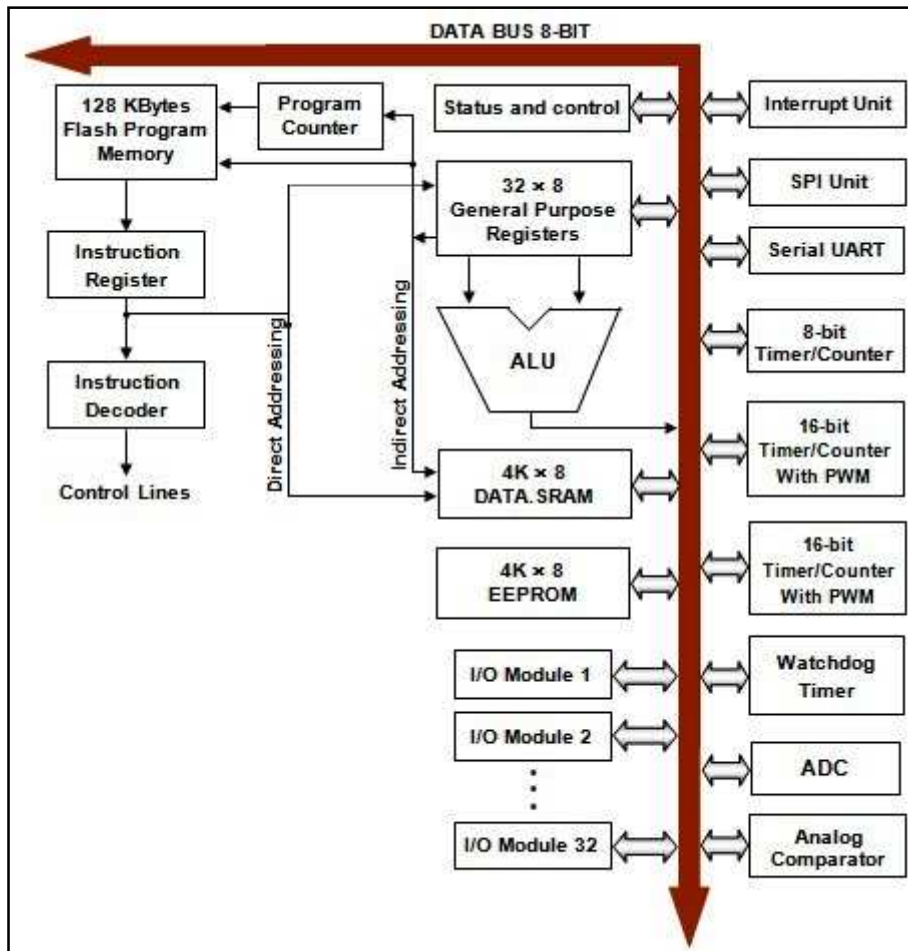 DATA BUS 8-BIT
128 KBytes
Flash Program
Memory
Program
Counter
Instruction
Register
Instruction
Decoder
Control Lines
Direct Addressing
Indirect Addressing
Status and control
32 × 8
General Purpose
Registers
ALU
4K × 8
DATA.SRAM
4K × 8
EEPROM
I/O Module 1
I/O Module 2
I/O Module 32
Interrupt Unit
SPI Unit
Serial UART
8-bit
Timer/Counter
16-bit
Timer/Counter
With PWM
16-bit
Timer/Counter
With PWM
Watchdog
Timer
ADC
Analog
Comparator